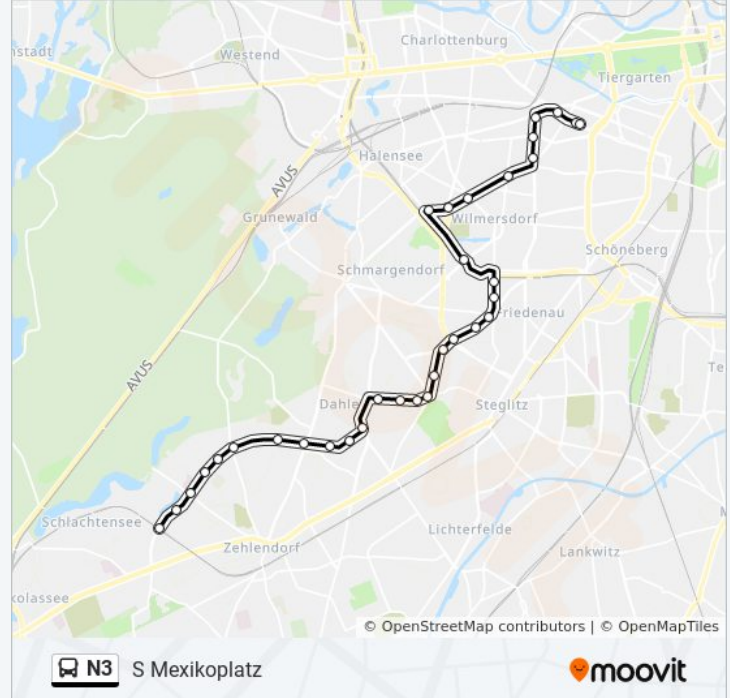 nstadt
Westend
Charlottenburg
Tiergarten
Halensee
AVUS
Grunewald
Wilmersdorf
Schöneberg
Schmargendorf
riedenau
AVUS
Te
Dahle
Steglitz
Schlachtensee
Lichterfelde
Zehlendorf
Lankwitz
kolassee
© OpenStreetMap contributors | © OpenMapTiles
N3 S Mexikoplatz
moovit